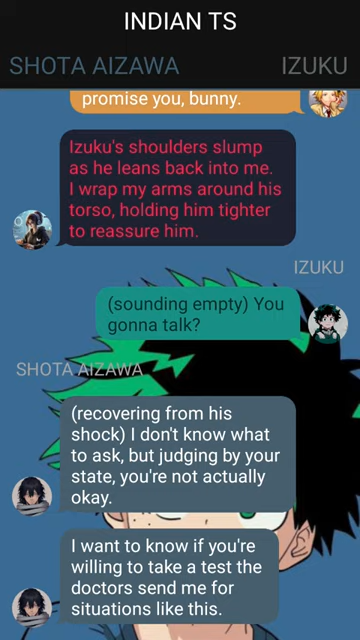 INDIAN TS
SHOTA AIZAWA
IZUKU
promise you, bunny.
Izuku's shoulders slump
as he leans back into me.
I wrap my arms around his
torso, holding him tighter
to reassure him.
IZUKU
(sounding empty) You
gonna talk?
SHOTA AIZAWA
(recovering from his
shock) I don't know what
to ask, but judging by your
state, you're not actually
okay.
I want to know if you're
willing to take a test the
doctors send me for
situations like this.